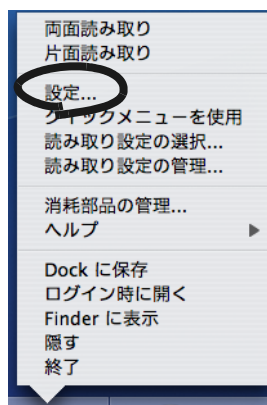 両面読み取り
片面読み取り
設定...
クイックメニューを使用
読み取り設定の選択...
読み取り設定の管理...
消耗部品の管理...
ヘルプ
Dock に保存
ログイン時に開く
Finder に表示
隠す
終了